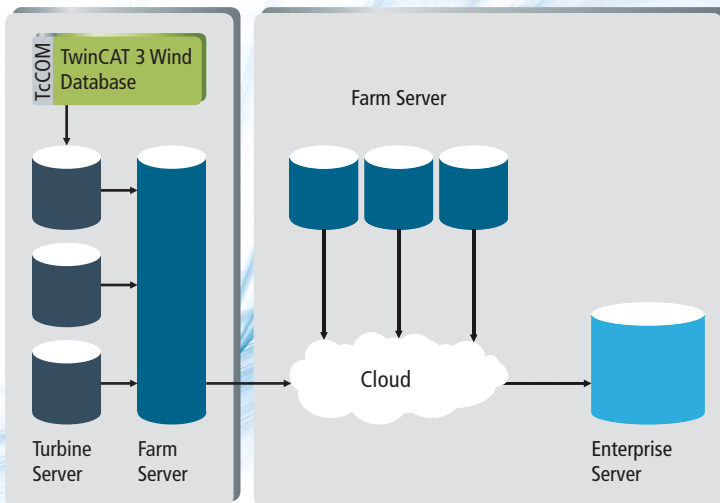 TcCOM
TwinCAT 3 Wind
Database
Farm Server
Cloud
Turbine
Server
Farm
Server
Enterprise
Server